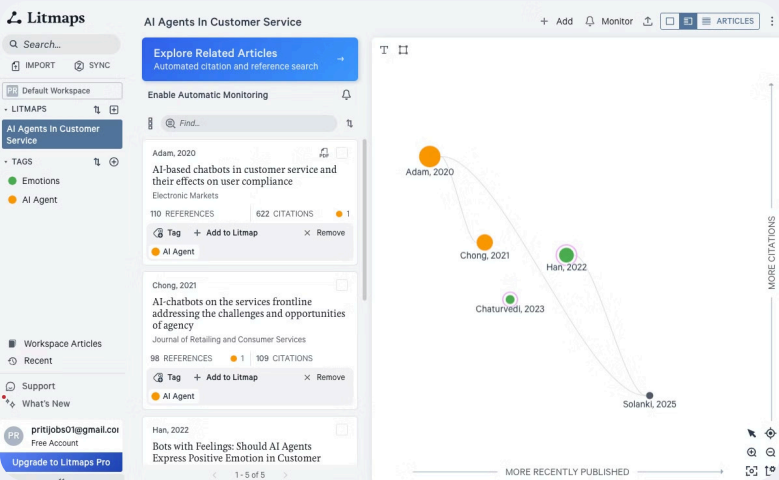 Litmaps
Search...
IMPORT
SYNC
PR Default Workspace
LITMAPS
AI Agents In Customer
Service
TAGS
Emotions
AI Agent
Workspace Articles
Recent
Support
What's New
PR
pritijobs01@gmail.co
Free Account
Upgrade to Litmaps Pro
AI Agents In Customer Service
Add
Monitor
ARTICLES
Explore Related Articles
Automated citation and reference search
Enable Automatic Monitoring
Find...
Adam, 2020
PDF
AI-based chatbots in customer service and
their effects on user compliance
Electronic Markets
110 REFERENCES
622 CITATIONS
1
Tag
+ Add to Litmap
× Remove
AI Agent
Chong, 2021
AI-chatbots on the services frontline
addressing the challenges and opportunities
of agency
Journal of Retailing and Consumer Services
98 REFERENCES
1
109 CITATIONS
Tag
+ Add to Litmap
× Remove
AI Agent
Han, 2022
Bots with Feelings: Should AI Agents
Express Positive Emotion in Customer
1 - 5 of 5
T
Adam, 2020
Chong, 2021
Han, 2022
Chaturvedi, 2023
Solanki, 2025
MORE CITATIONS
MORE RECENTLY PUBLISHED